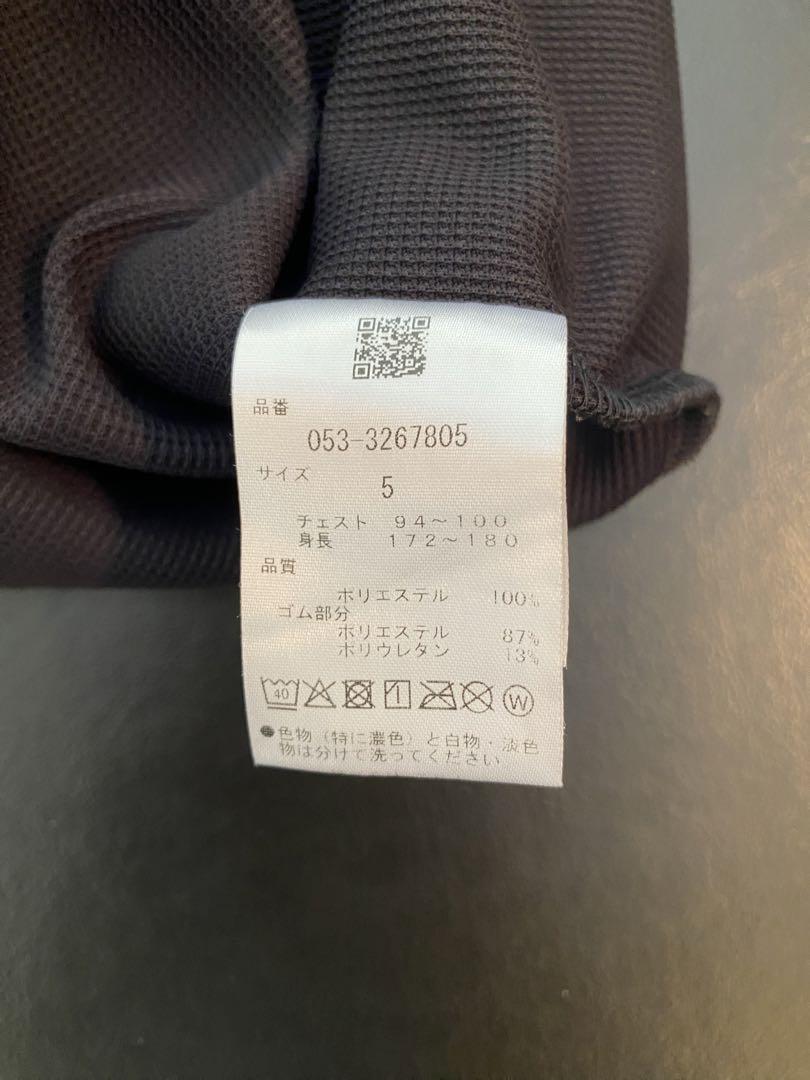 品番
053-3267805
サイズ
5
チェスト 94～100
身長 172～180
品質
ポリエステル 100%
ゴム部分
ポリエステル 87%
ポリウレタン 13%
40 W
●色物（特に濃色）と白物・淡色
物は分けて洗ってください